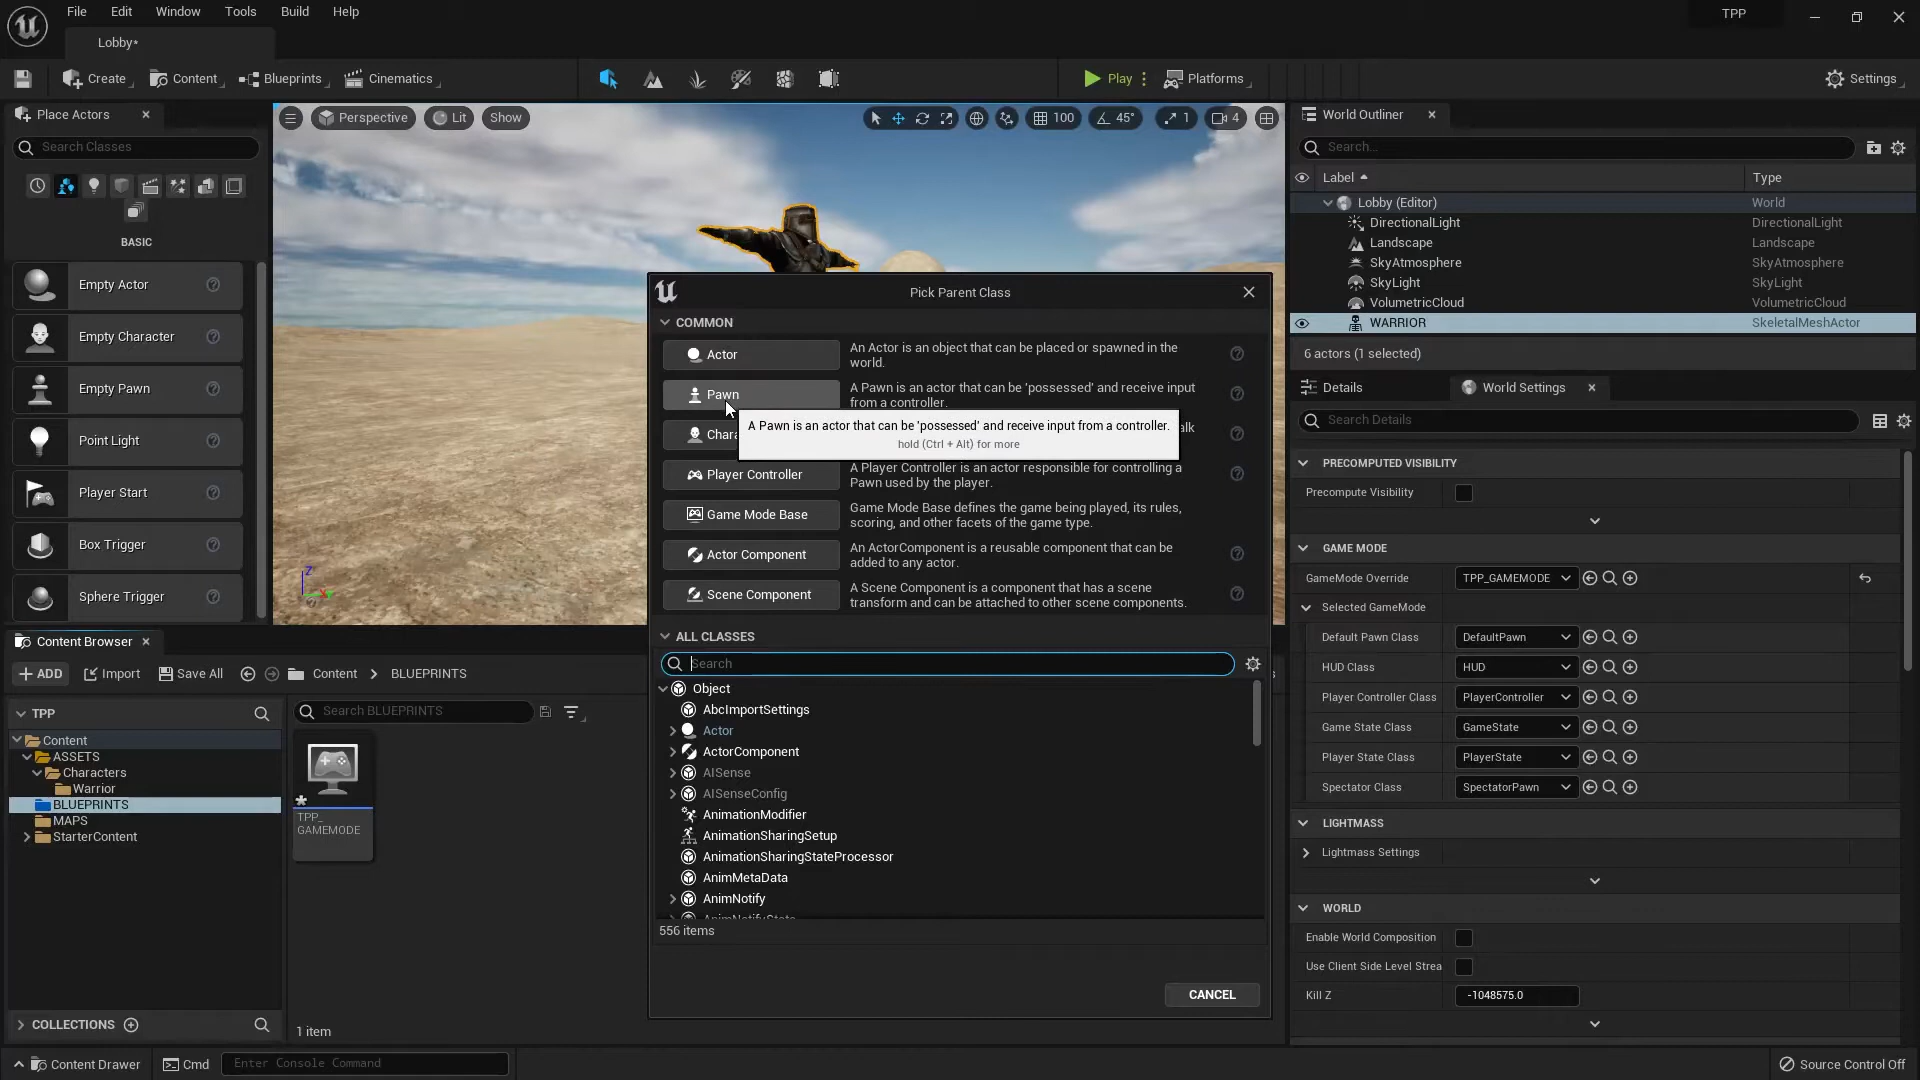 File
Edit
Window
Tools
Build
Help
TPP
Lobby*
Create
Content
Blueprints
Cinematics
Play
Platforms
Settings
Place Actors
Search Classes
BASIC
Empty Actor
Empty Character
Empty Pawn
Point Light
Player Start
Box Trigger
Sphere Trigger
Perspective
Lit
Show
100
45°
1
4
Z
Pick Parent Class
COMMON
Actor
An Actor is an object that can be placed or spawned in the
world.
Pawn
A Pawn is an actor that can be 'possessed' and receive input
from a controller.
A Pawn is an actor that can be 'possessed' and receive input from a controller.
hold (Ctrl + Alt) for more
Player Controller
A Player Controller is an actor responsible for controlling a
Pawn used by the player.
Game Mode Base
Game Mode Base defines the game being played, its rules,
scoring, and other facets of the game type.
Actor Component
An ActorComponent is a reusable component that can be
added to any actor.
Scene Component
A Scene Component is a component that has a scene
transform and can be attached to other scene components.
ALL CLASSES
Search
Object
AbcImportSettings
Actor
ActorComponent
AISense
AISenseConfig
AnimationModifier
AnimationSharingSetup
AnimationSharingStateProcessor
AnimMetaData
AnimNotify
AnimNotifyState
556 items
CANCEL
World Outliner
Search...
Label
Type
Lobby (Editor)
World
DirectionalLight
DirectionalLight
Landscape
Landscape
SkyAtmosphere
SkyAtmosphere
SkyLight
SkyLight
VolumetricCloud
VolumetricCloud
WARRIOR
SkeletalMeshActor
6 actors (1 selected)
Details
World Settings
Search Details
PRECOMPUTED VISIBILITY
Precompute Visibility
GAME MODE
GameMode Override
TPP_GAMEMODE
Selected GameMode
Default Pawn Class
DefaultPawn
HUD Class
HUD
Player Controller Class
PlayerController
Game State Class
GameState
Player State Class
PlayerState
Spectator Class
SpectatorPawn
LIGHTMASS
Lightmass Settings
WORLD
Enable World Composition
Use Client Side Level Strea
Kill Z
-1048575.0
Content Browser
ADD
Import
Save All
Content
BLUEPRINTS
TPP
Content
ASSETS
Characters
Warrior
BLUEPRINTS
MAPS
StarterContent
Search BLUEPRINTS
TPP_
GAMEMODE
COLLECTIONS
1 item
Content Drawer
Cmd
Enter Console Command
Source Control Off